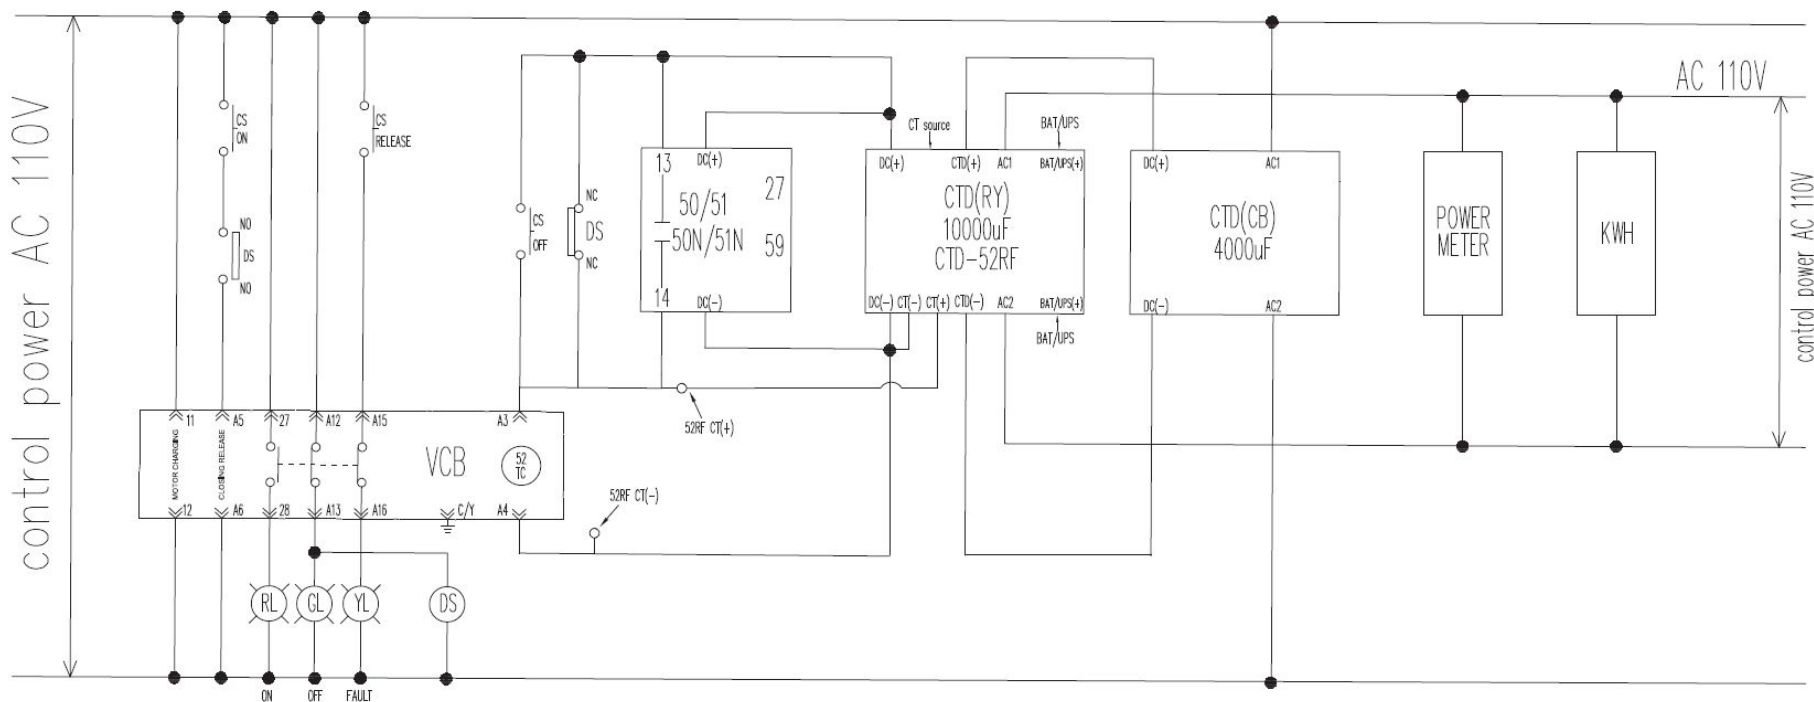 control power AC 110V
AC 110V
control power AC 110V
CS
ON
CS
RELEASE
NO
DS
NO
CS
OFF
NC
DS
NC
13
DC(+)
50/51
50N/51N
27
59
14
DC(-)
CT source
BAT/UPS
DC(+)
CTD(+)
AC1
BAT/UPS(+)
CTD(RY)
10000uF
CTD-52RF
DC(-)
CT(-)
CT(+)
CTD(-)
AC2
BAT/UPS(+)
BAT/UPS
DC(+)
AC1
CTD(CB)
4000uF
DC(-)
AC2
POWER
METER
KWH
52RF CT(+)
11
A5
27
A12
A15
A3
MOTOR CHARGING
CLOSING RELEASE
VCB
52
TC
12
A6
28
A13
A16
C/Y
A4
52RF CT(-)
RL
GL
YL
DS
ON
OFF
FAULT